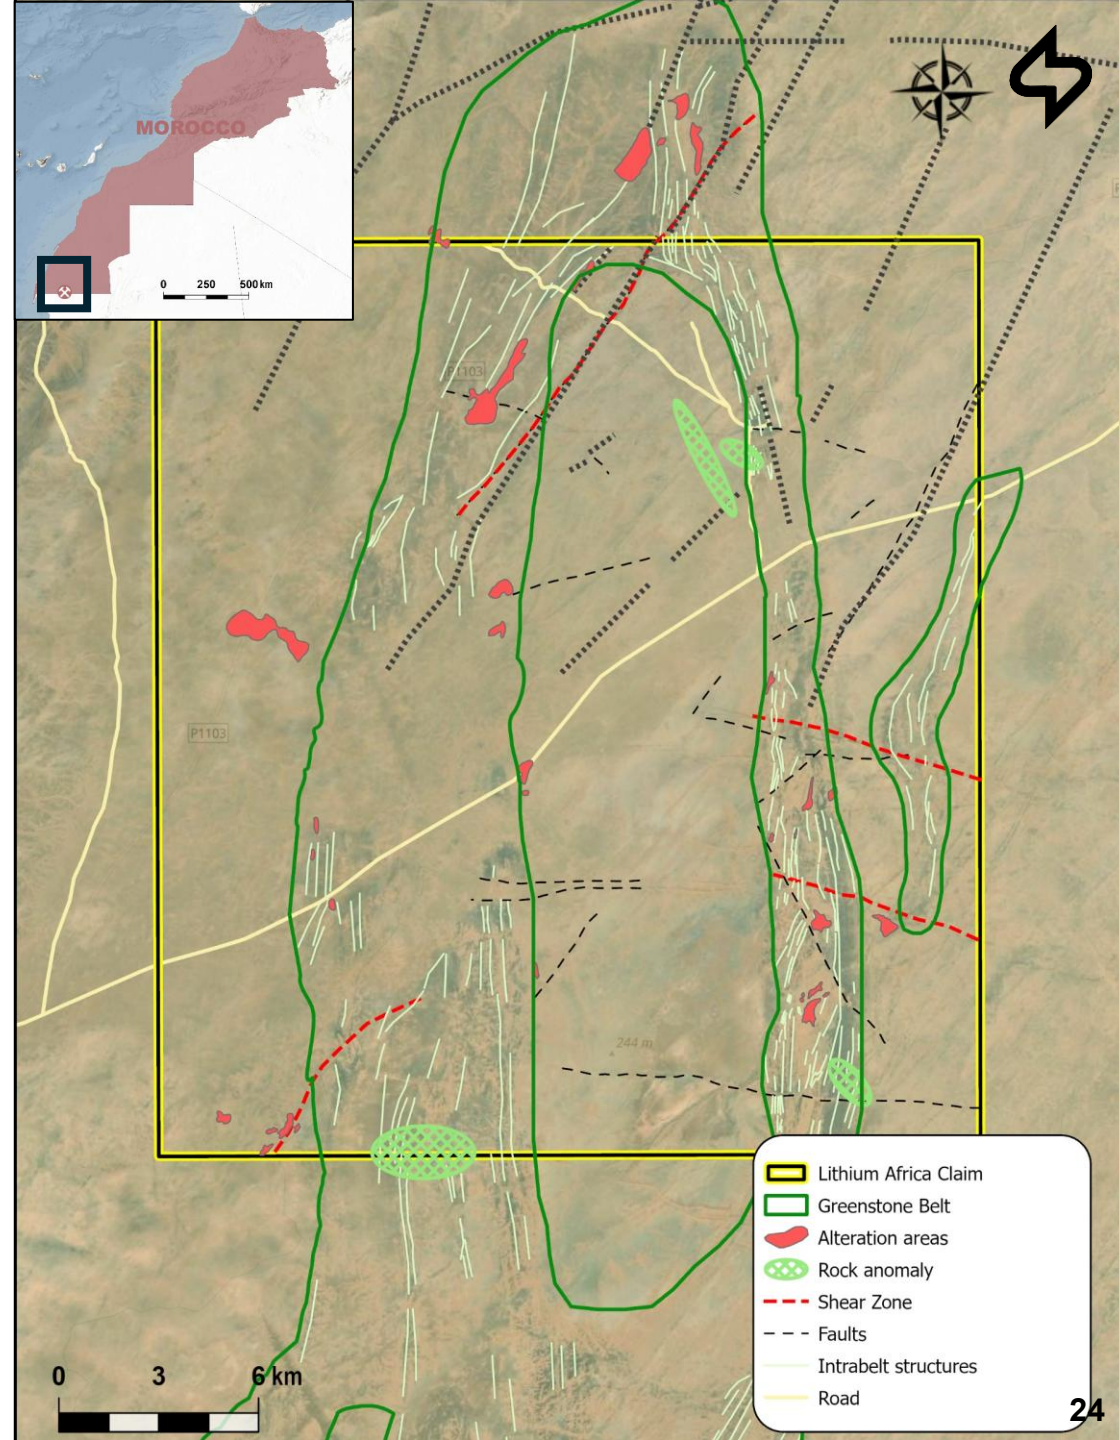 MOROCCO
0 250 500 km
P1103
P1103
244 m
Lithium Africa Claim
Greenstone Belt
Alteration areas
Rock anomaly
Shear Zone
Faults
Intrabelt structures
Road
0 3 6 km
24